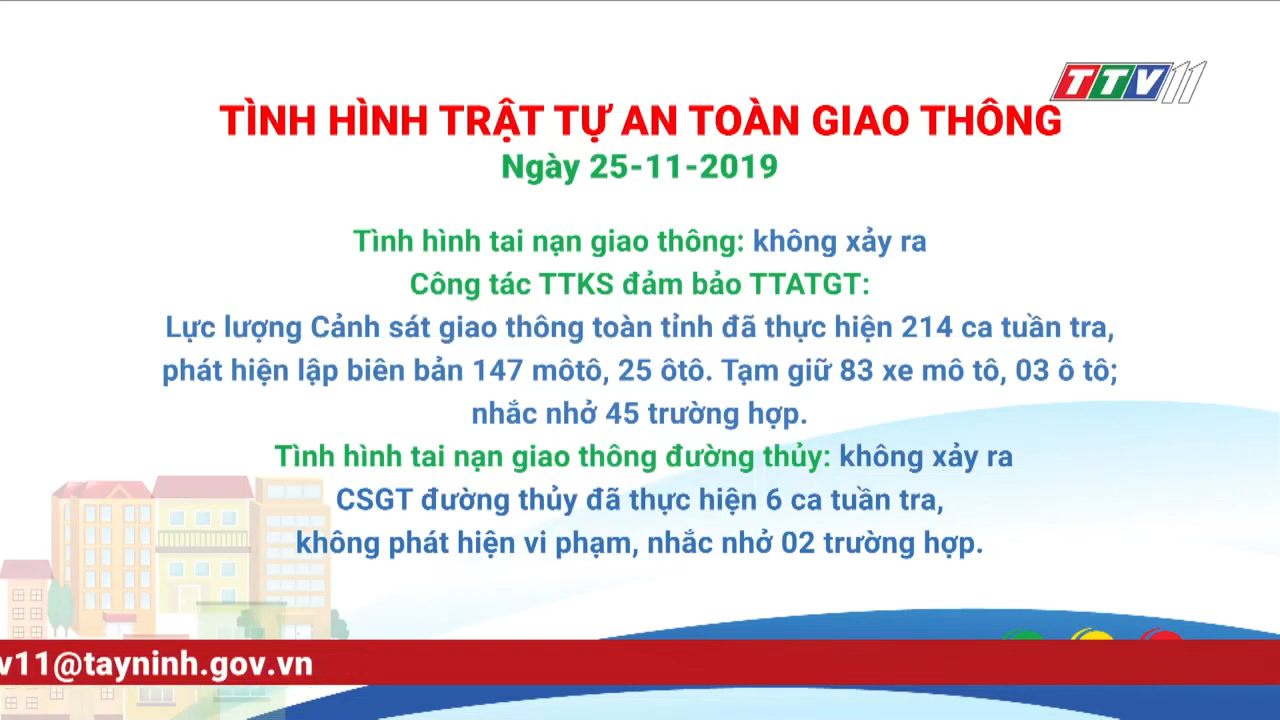 TTV11
TÌNH HÌNH TRẬT TỰ AN TOÀN GIAO THÔNG
Ngày 25-11-2019
Tình hình tai nạn giao thông: không xảy ra
Công tác TTKS đảm bảo TTATGT:
Lực lượng Cảnh sát giao thông toàn tỉnh đã thực hiện 214 ca tuần tra,
phát hiện lập biên bản 147 môtô, 25 ôtô. Tạm giữ 83 xe mô tô, 03 ô tô;
nhắc nhở 45 trường hợp.
Tình hình tai nạn giao thông đường thủy: không xảy ra
CSGT đường thủy đã thực hiện 6 ca tuần tra,
không phát hiện vi phạm, nhắc nhở 02 trường hợp.
v11@tayninh.gov.vn